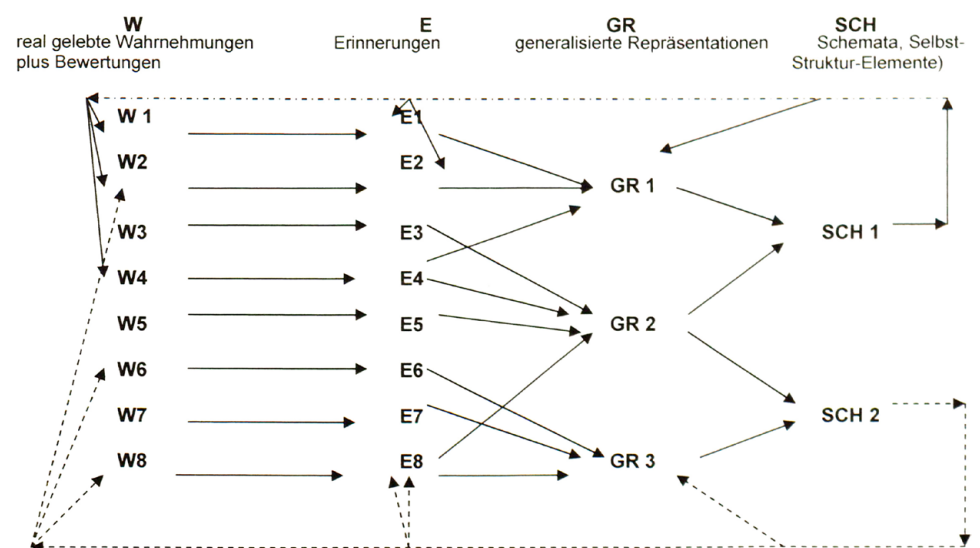 W E GR SCH
real gelebte Wahrnehmungen Erinnerungen generalisierte Repräsentationen Schemata, Selbst-
plus Bewertungen Struktur-Elemente)
W 1 E1
W2 E2
GR 1
W3 E3 SCH 1
W4 E4
W5 E5 GR 2
W6 E6
W7 E7 SCH 2
W8 E8 GR 3